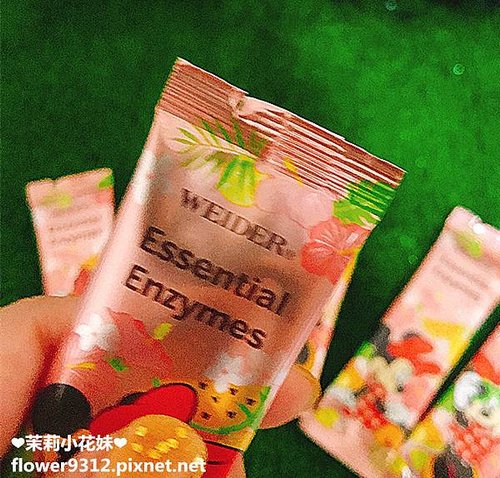 WEIDER®
Essential
Enzymes
❤茉莉小花妹❤
flower9312.pixnet.net